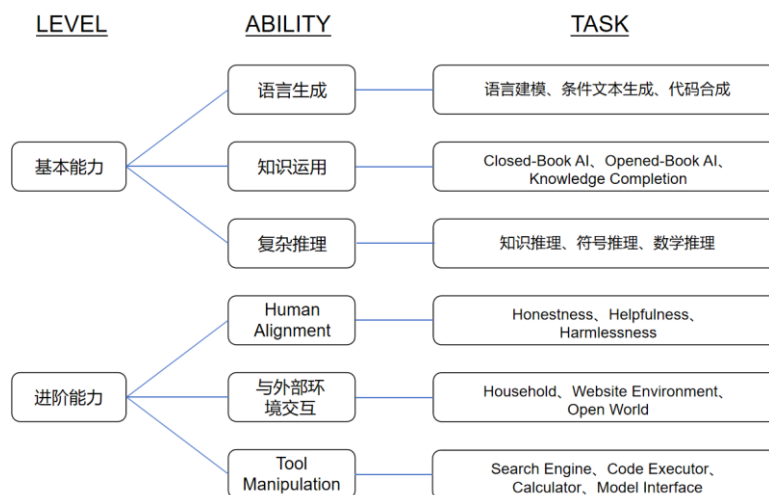 LEVEL
ABILITY
TASK
语言生成
语言建模、条件文本生成、代码合成
基本能力
知识运用
Closed-Book AI、Opened-Book AI、
Knowledge Completion
复杂推理
知识推理、符号推理、数学推理
Human
Alignment
Honestness、Helpfulness、
Harmlessness
进阶能力
与外部环
境交互
Household、Website Environment、
Open World
Tool
Manipulation
Search Engine、Code Executor、
Calculator、Model Interface